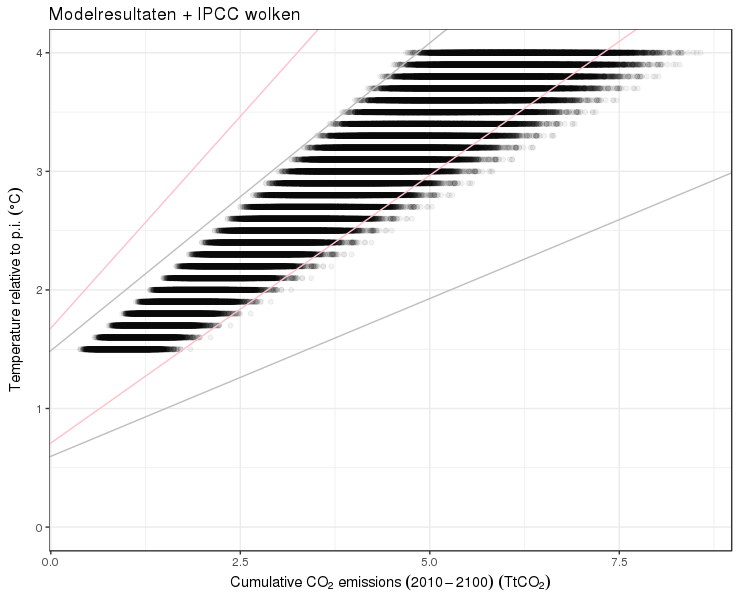 Modelresultaten + IPCC wolken
4
3
2
1
0
Temperature relative to p.i. (°C)
0.0 2.5 5.0 7.5
Cumulative CO₂ emissions (2010−2100) (TtCO₂)